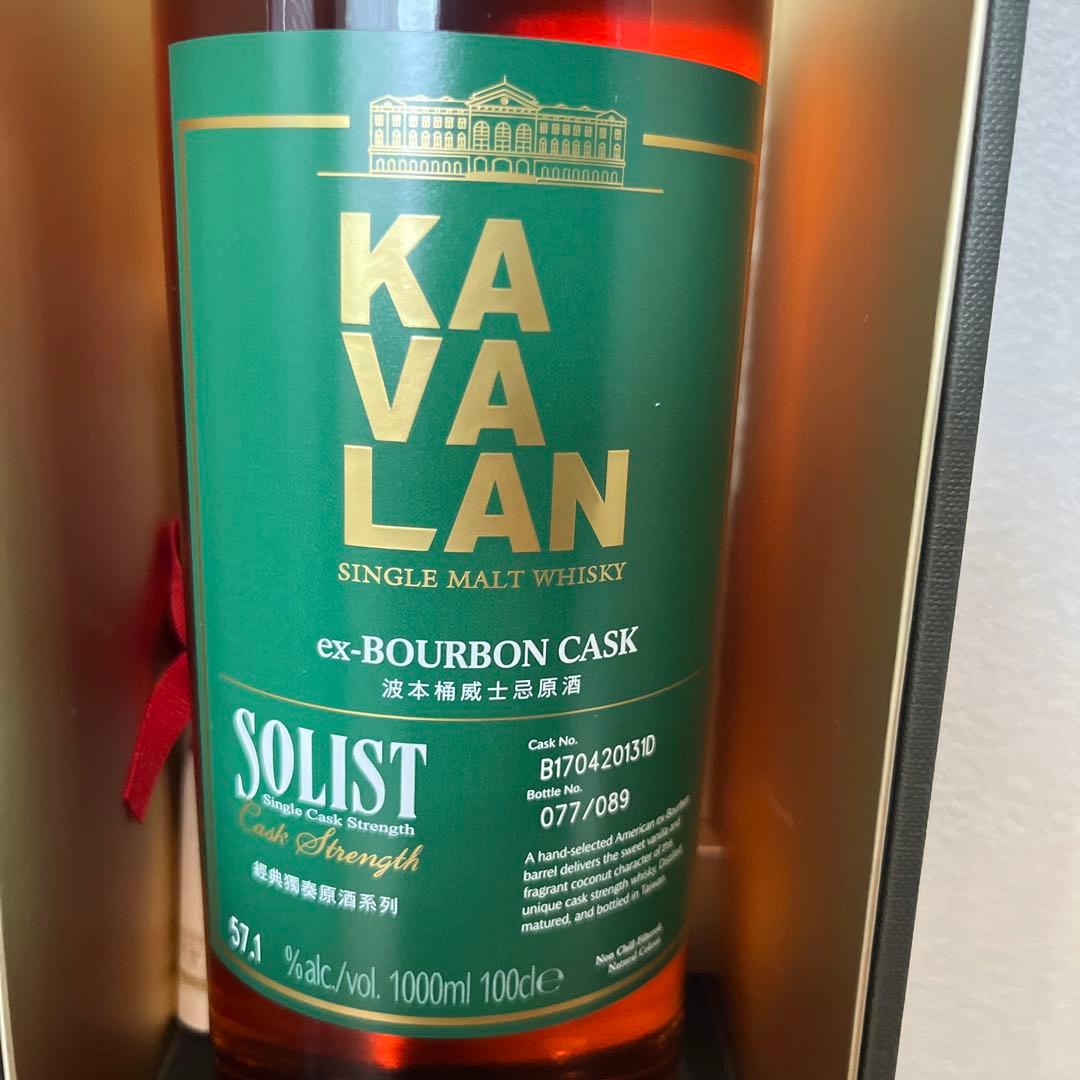 KA
VA
LAN
SINGLE MALT WHISKY
ex-BOURBON CASK
波本桶威士忌原酒
SOLIST
Single Cask Strength
Cask Strength
經典獨奏原酒系列
Cask No.
B170420131D
Bottle No.
077/089
A hand-selected American ex-Bourbon
barrel delivers the sweet vanilla and
fragrant coconut character of this
unique cask strength whisky. Distilled,
matured, and bottled in Taiwan.
57.1 %alc./vol. 1000ml 100cl℮
Non Chill-Filtered
Natural Colour